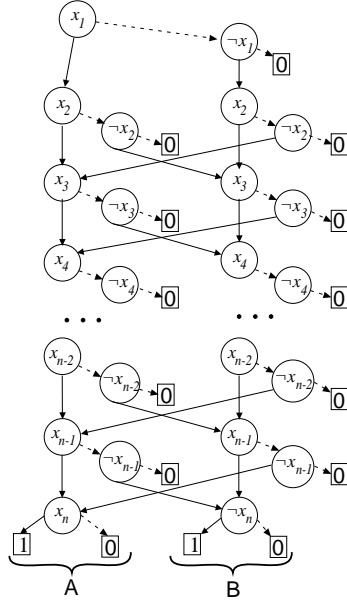 x1
¬x1
0
x2 ¬x2 0 x2 ¬x2 0
x3 ¬x3 0 x3 ¬x3 0
x4 ¬x4 0 x4 ¬x4 0
... ...
xn-2 ¬xn-2 0 xn-2 ¬xn-2 0
xn-1 ¬xn-1 0 xn-1 ¬xn-1 0
xn ¬xn
1 0 1 0
A B